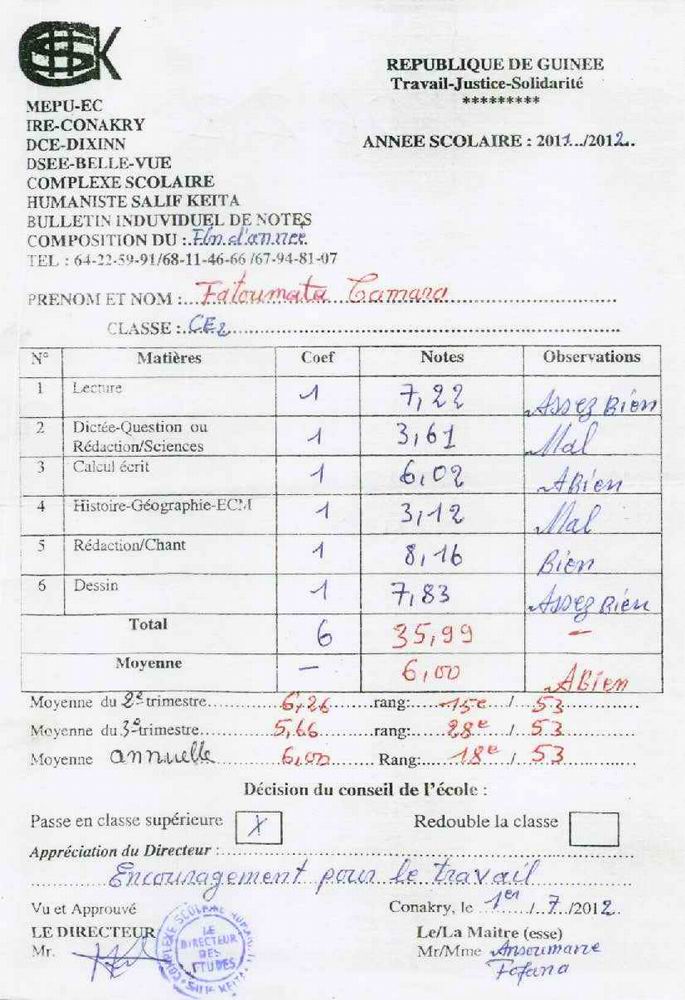 HSK
REPUBLIQUE DE GUINEE
Travail-Justice-Solidarité
*********
MEPU-EC
IRE-CONAKRY
DCE-DIXINN
DSEE-BELLE-VUE
COMPLEXE SCOLAIRE
HUMANISTE SALIF KEITA
BULLETIN INDUVIDUEL DE NOTES
COMPOSITION DU : Fin d'année
TEL : 64-22-59-91/68-11-46-66 /67-94-81-07
ANNEE SCOLAIRE : 2011../2012..
PRENOM ET NOM : Fatoumata Camara
CLASSE : CE2
N° Matières Coef Notes Observations
1 Lecture 1 7,22 Assez Bien
2 Dictée-Question ou Rédaction/Sciences 1 3,61 Mal
3 Calcul écrit 1 6,02 ABien
4 Histoire-Géographie-ECM 1 3,12 Mal
5 Rédaction/Chant 1 8,16 Bien
6 Dessin 1 7,83 Assez Bien
Total 6 35,99 -
Moyenne - 6,00 ABien
Moyenne du 2e trimestre 6,26 rang: 15e / 53
Moyenne du 3e trimestre 5,66 rang: 28e / 53
Moyenne annuelle 6,00 Rang: 18e / 53
Décision du conseil de l'école :
Passe en classe supérieure X Redouble la classe
Appréciation du Directeur :
Encouragement pour le travail
Vu et Approuvé
LE DIRECTEUR
Mr.
COMPLEXE SCOLAIRE
LE DIRECTEUR DES ETUDES
SALIF KEITA
Conakry, le 1er / 7 /2012
Le/La Maitre (esse)
Mr/Mme Ansoumane
Fofana